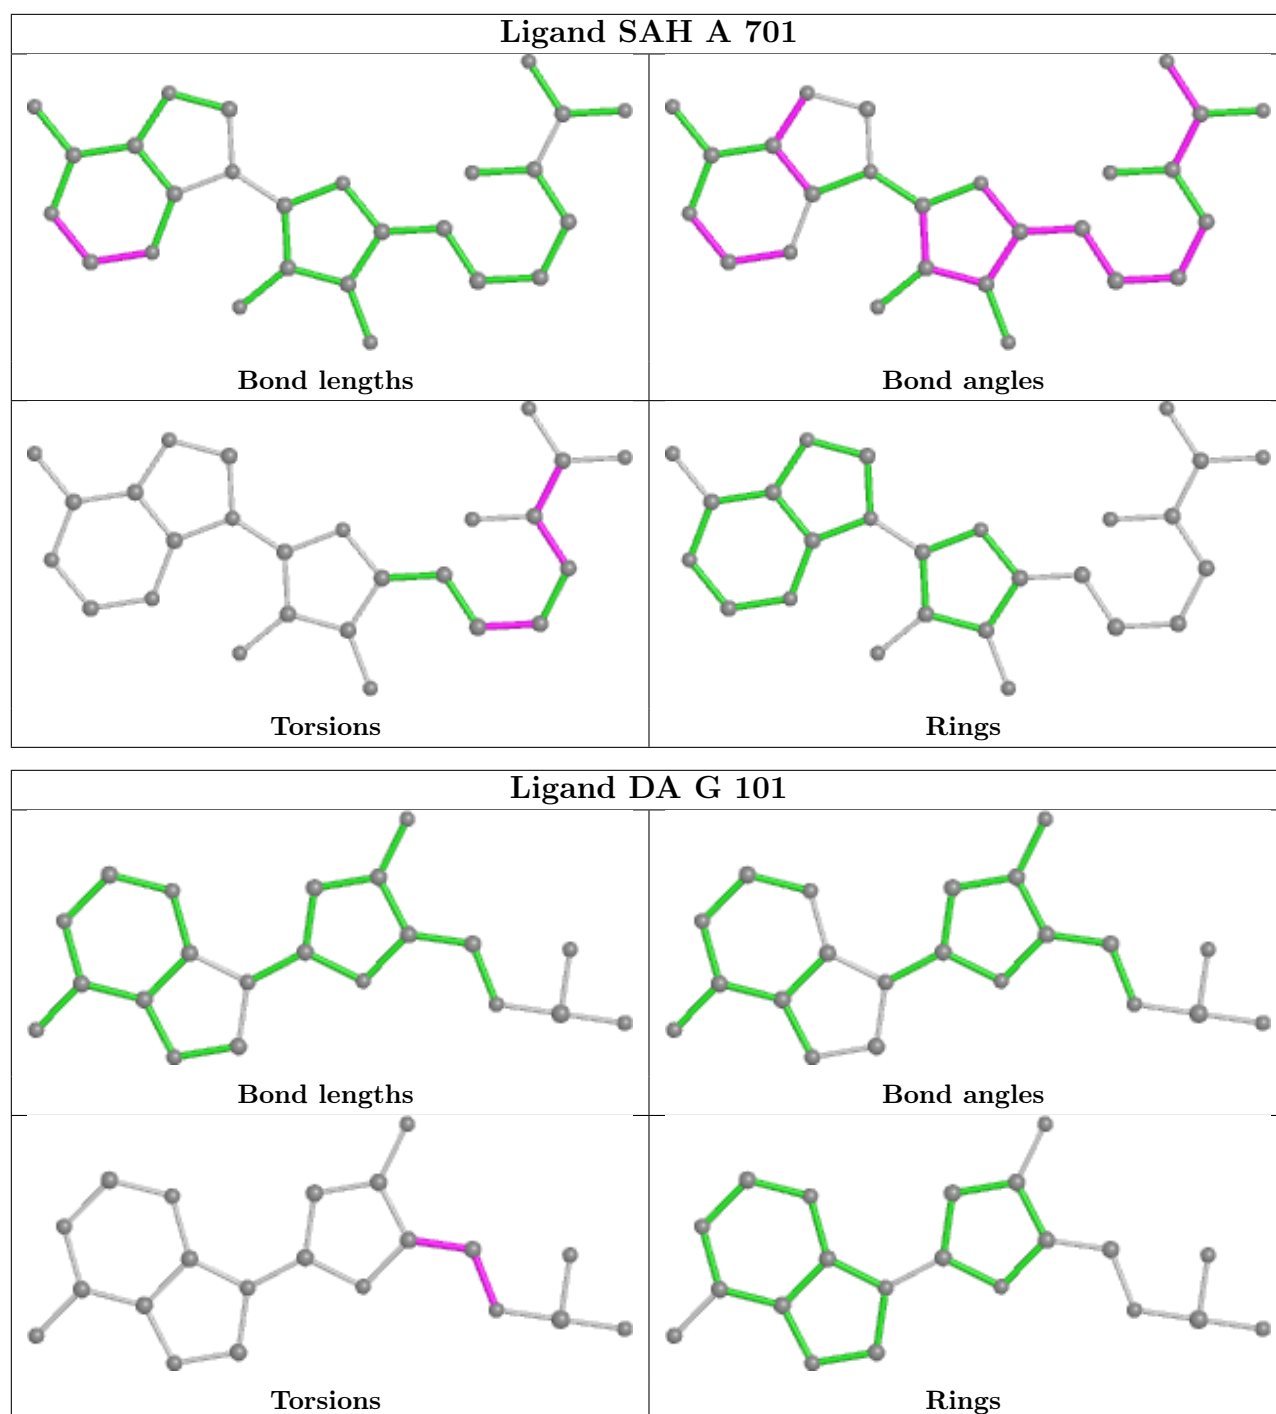 Ligand SAH A 701
Bond lengths
Bond angles
Torsions
Rings
Ligand DA G 101
Bond lengths
Bond angles
Torsions
Rings